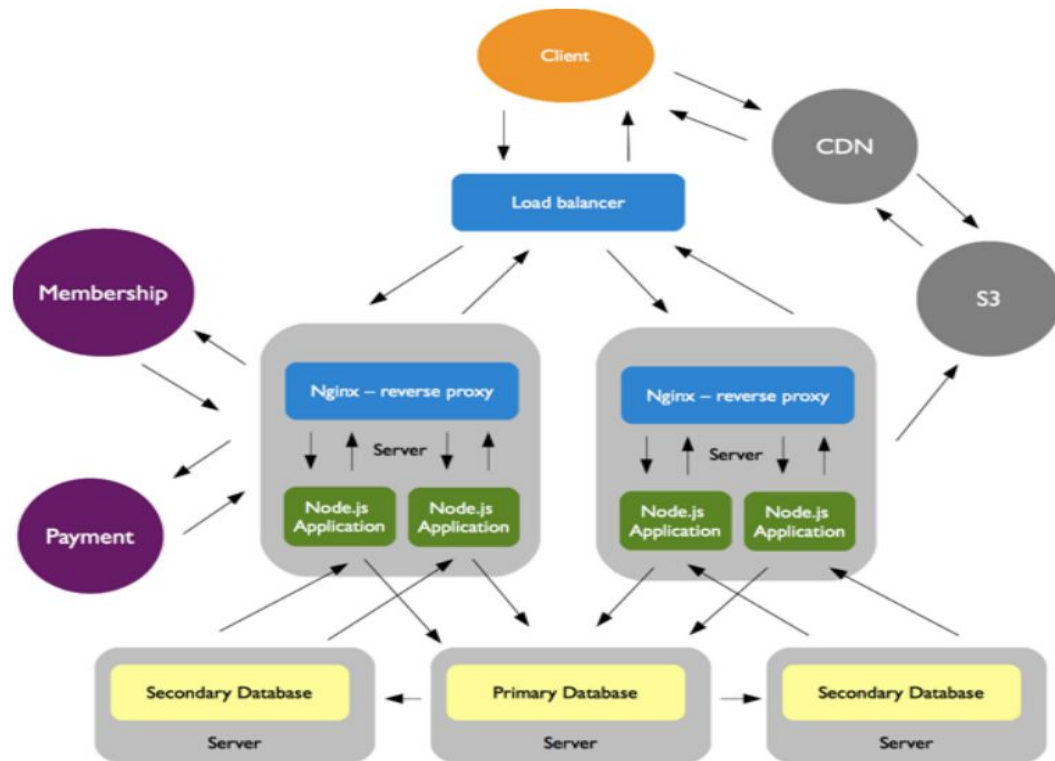 Client
CDN
Load balancer
Membership
S3
Nginx – reverse proxy
Nginx – reverse proxy
Server
Server
Node.js
Application
Node.js
Application
Node.js
Application
Node.js
Application
Payment
Secondary Database
Primary Database
Secondary Database
Server
Server
Server